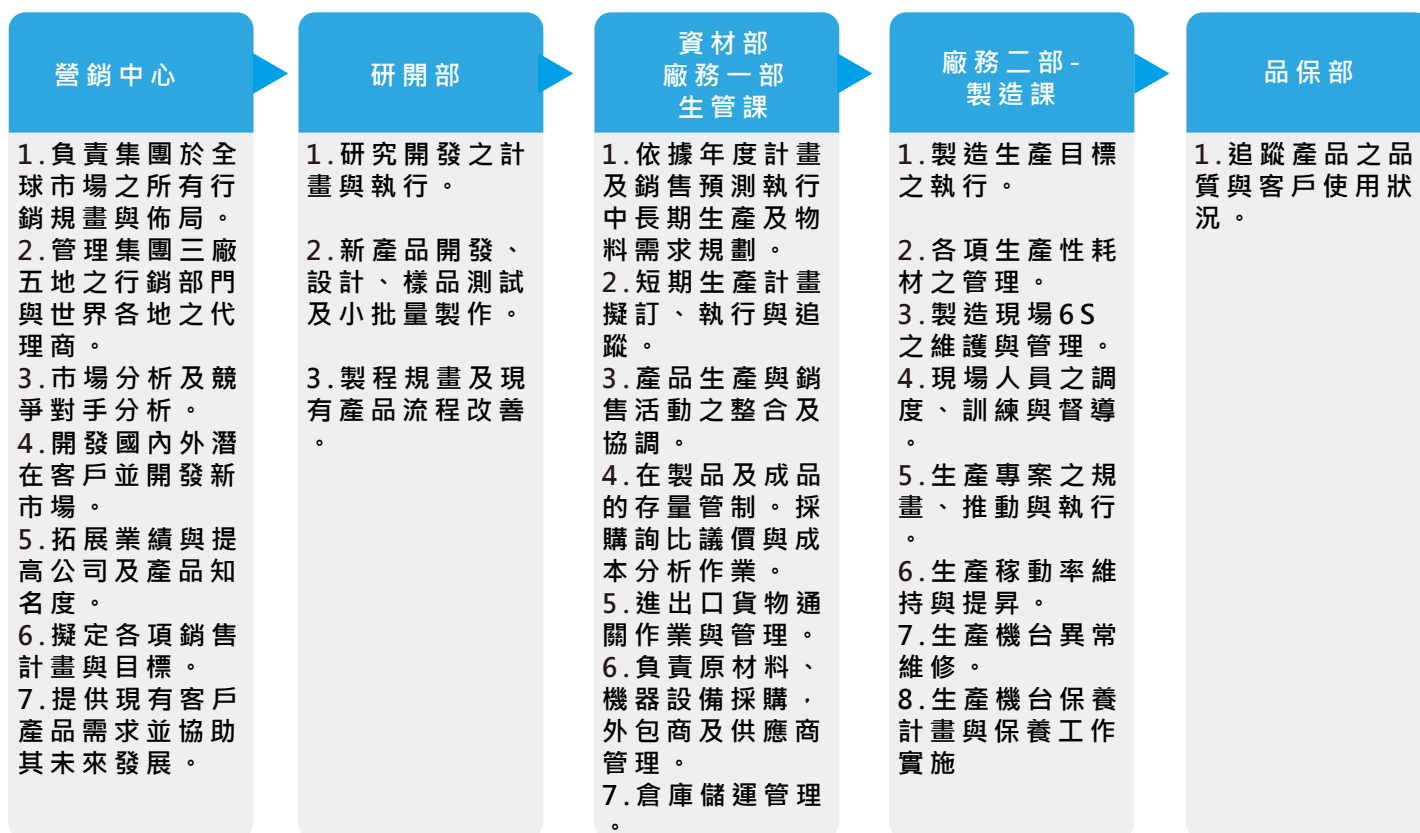 營銷中心
1.負責集團於全
球市場之所有行
銷規畫與佈局。
2.管理集團三廠
五地之行銷部門
與世界各地之代
理商。
3.市場分析及競
爭對手分析。
4.開發國內外潛
在客戶並開發新
市場。
5.拓展業績與提
高公司及產品知
名度。
6.擬定各項銷售
計畫與目標。
7.提供現有客戶
產品需求並協助
其未來發展。
研開部
1.研究開發之計
畫與執行。
2.新產品開發、
設計、樣品測試
及小批量製作。
3.製程規畫及現
有產品流程改善
。
資材部
廠務一部
生管課
1.依據年度計畫
及銷售預測執行
中長期生產及物
料需求規劃。
2.短期生產計畫
擬訂、執行與追
蹤。
3.產品生產與銷
售活動之整合及
協調。
4.在製品及成品
的存量管制。採
購詢比議價與成
本分析作業。
5.進出口貨物通
關作業與管理。
6.負責原材料、
機器設備採購，
外包商及供應商
管理。
7.倉庫儲運管理
。
廠務二部-
製造課
1.製造生產目標
之執行。
2.各項生產性耗
材之管理。
3.製造現場6S
之維護與管理。
4.現場人員之調
度、訓練與督導
。
5.生產專案之規
畫、推動與執行
。
6.生產稼動率維
持與提昇。
7.生產機台異常
維修。
8.生產機台保養
計畫與保養工作
實施
品保部
1.追蹤產品之品
質與客戶使用狀
況。